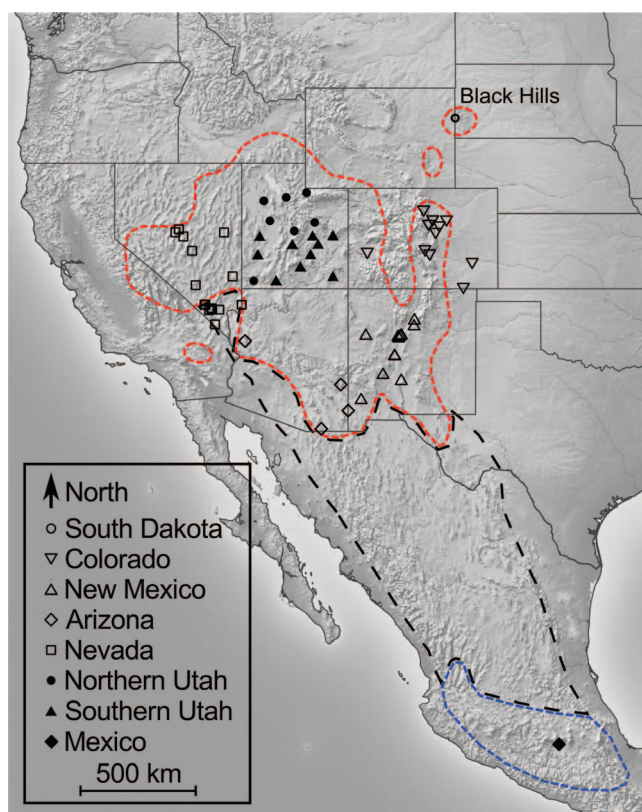 Black Hills
North
South Dakota
Colorado
New Mexico
Arizona
Nevada
Northern Utah
Southern Utah
Mexico
500 km